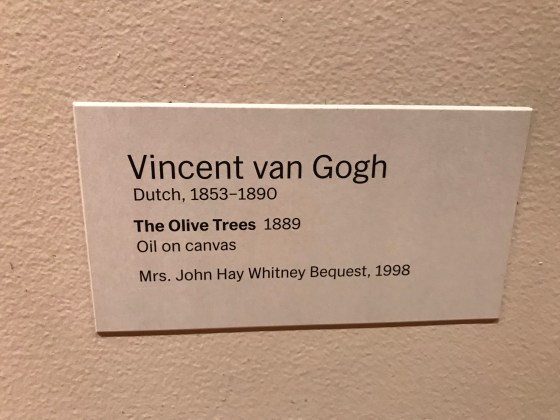 Vincent van Gogh
Dutch, 1853–1890
The Olive Trees 1889
Oil on canvas
Mrs. John Hay Whitney Bequest, 1998